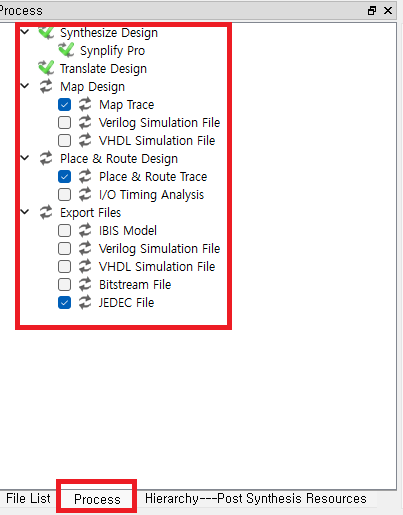 Process
Synthesize Design
Synplify Pro
Translate Design
Map Design
Map Trace
Verilog Simulation File
VHDL Simulation File
Place & Route Design
Place & Route Trace
I/O Timing Analysis
Export Files
IBIS Model
Verilog Simulation File
VHDL Simulation File
Bitstream File
JEDEC File
File List Process Hierarchy---Post Synthesis Resources